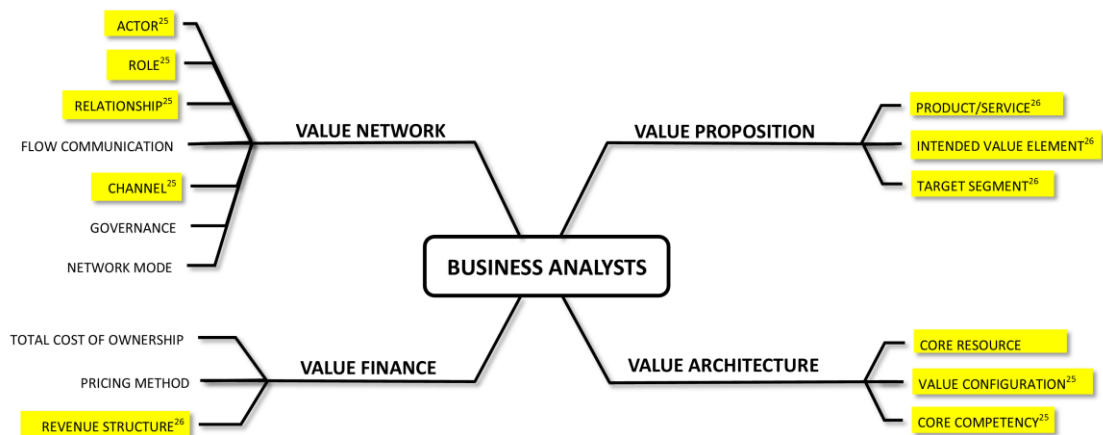 ACTOR²⁵
ROLE²⁵
RELATIONSHIP²⁵
FLOW COMMUNICATION
CHANNEL²⁵
GOVERNANCE
NETWORK MODE
VALUE NETWORK
VALUE PROPOSITION
PRODUCT/SERVICE²⁶
INTENDED VALUE ELEMENT²⁶
TARGET SEGMENT²⁶
BUSINESS ANALYSTS
TOTAL COST OF OWNERSHIP
PRICING METHOD
REVENUE STRUCTURE²⁶
VALUE FINANCE
VALUE ARCHITECTURE
CORE RESOURCE
VALUE CONFIGURATION²⁵
CORE COMPETENCY²⁵